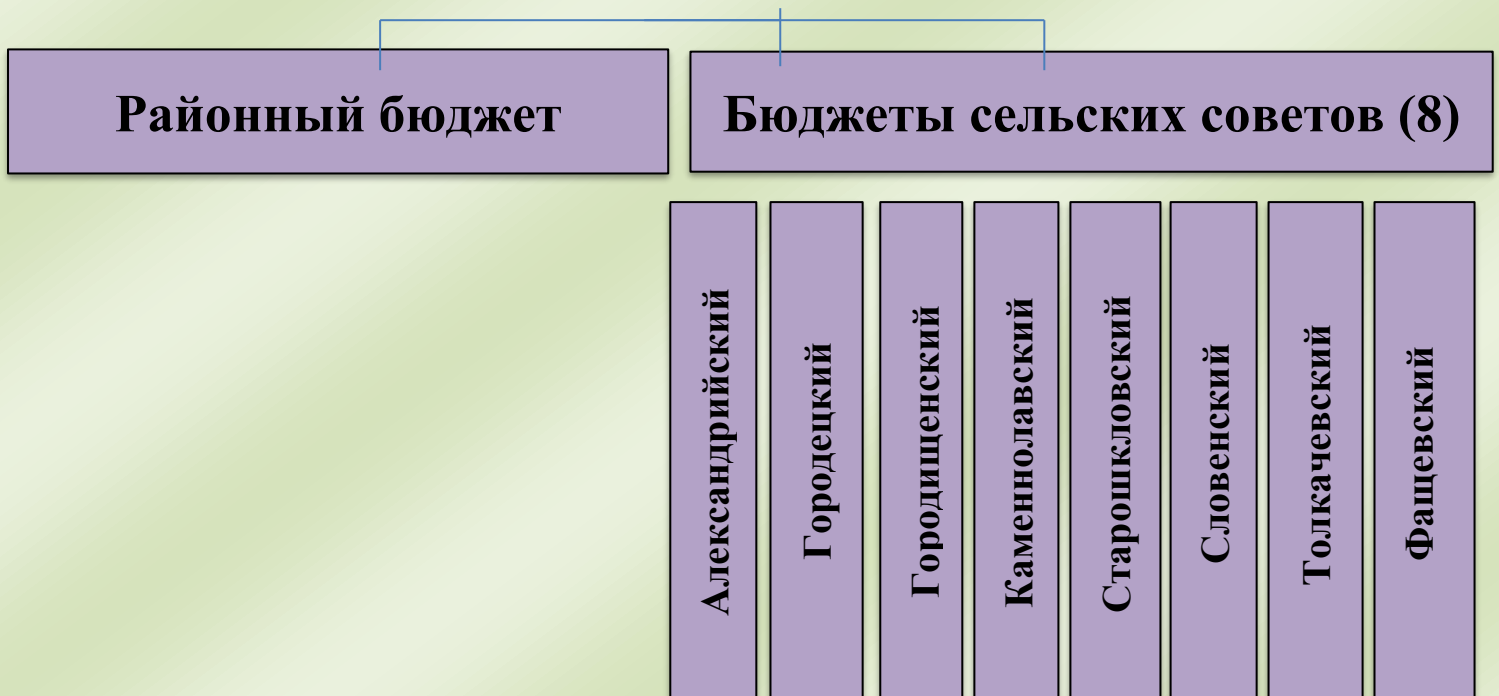 Районный бюджет
Бюджеты сельских советов (8)
Александрийский
Городецкий
Городищенский
Каменнолавский
Старошкловский
Словенский
Толкачевский
Фащевский